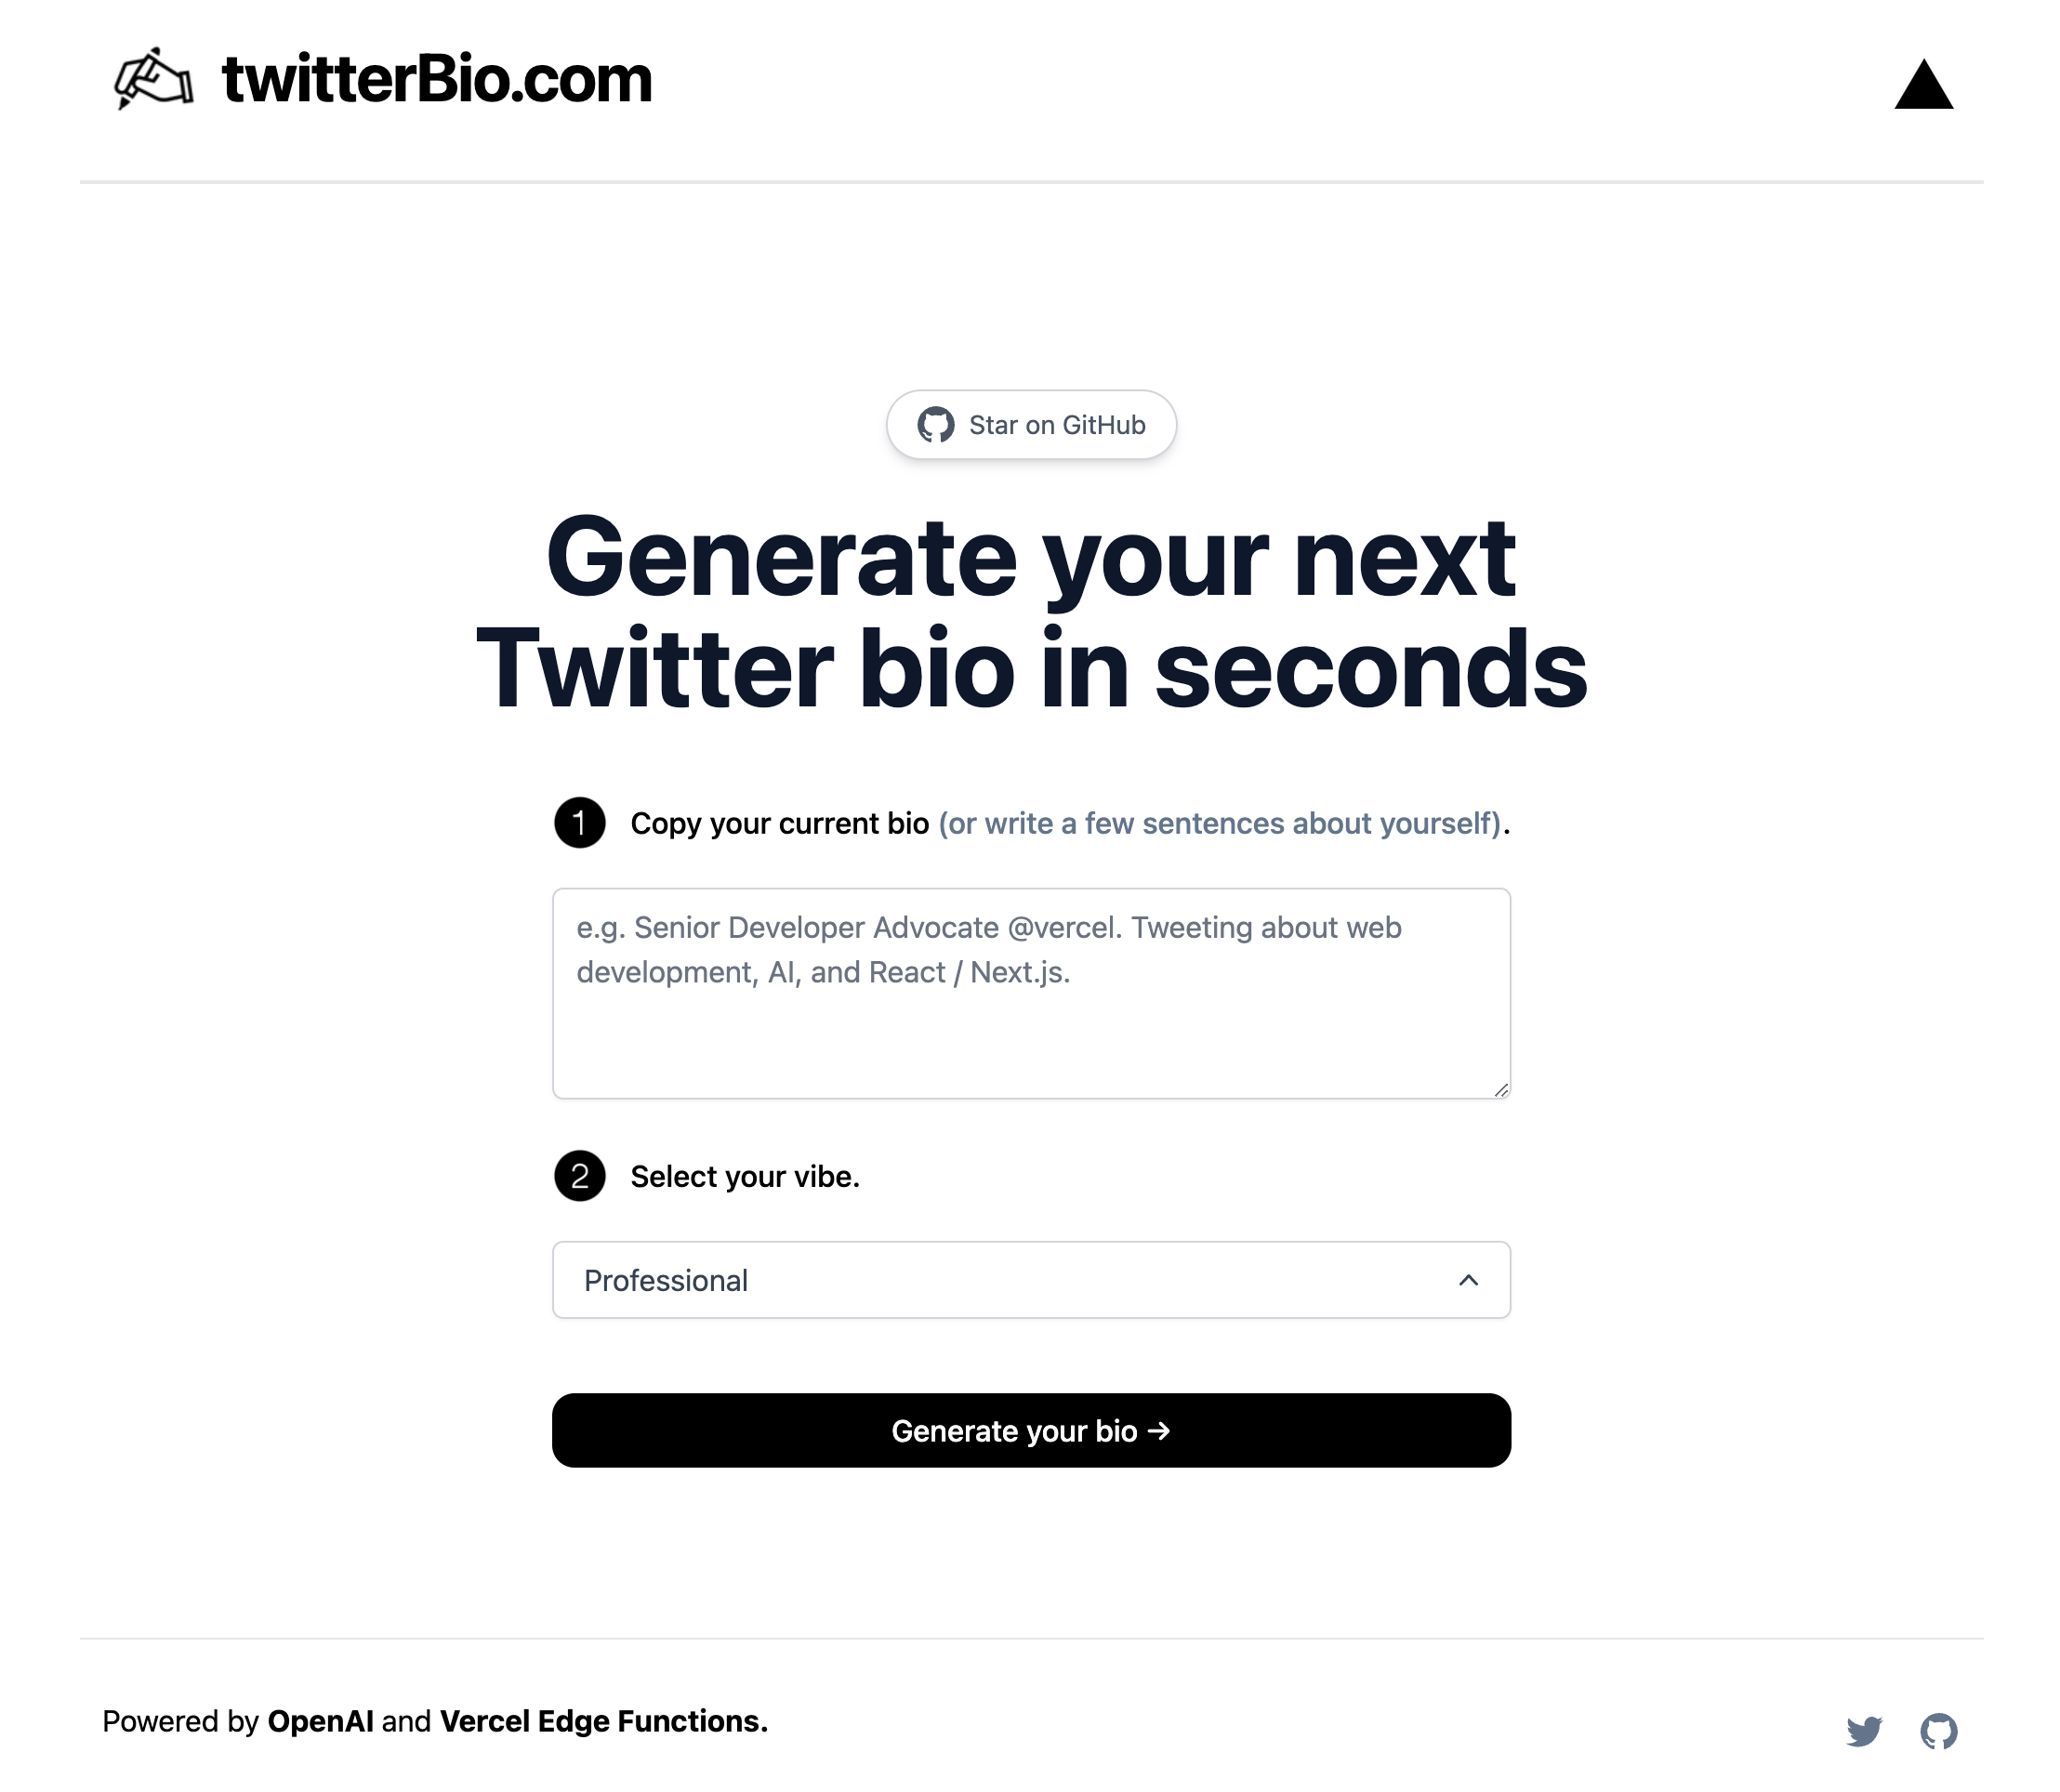 twitterBio.com
Star on GitHub
Generate your next
Twitter bio in seconds
1 Copy your current bio (or write a few sentences about yourself).
e.g. Senior Developer Advocate @vercel. Tweeting about web
development, AI, and React / Next.js.
2 Select your vibe.
Professional
Generate your bio →
Powered by OpenAI and Vercel Edge Functions.